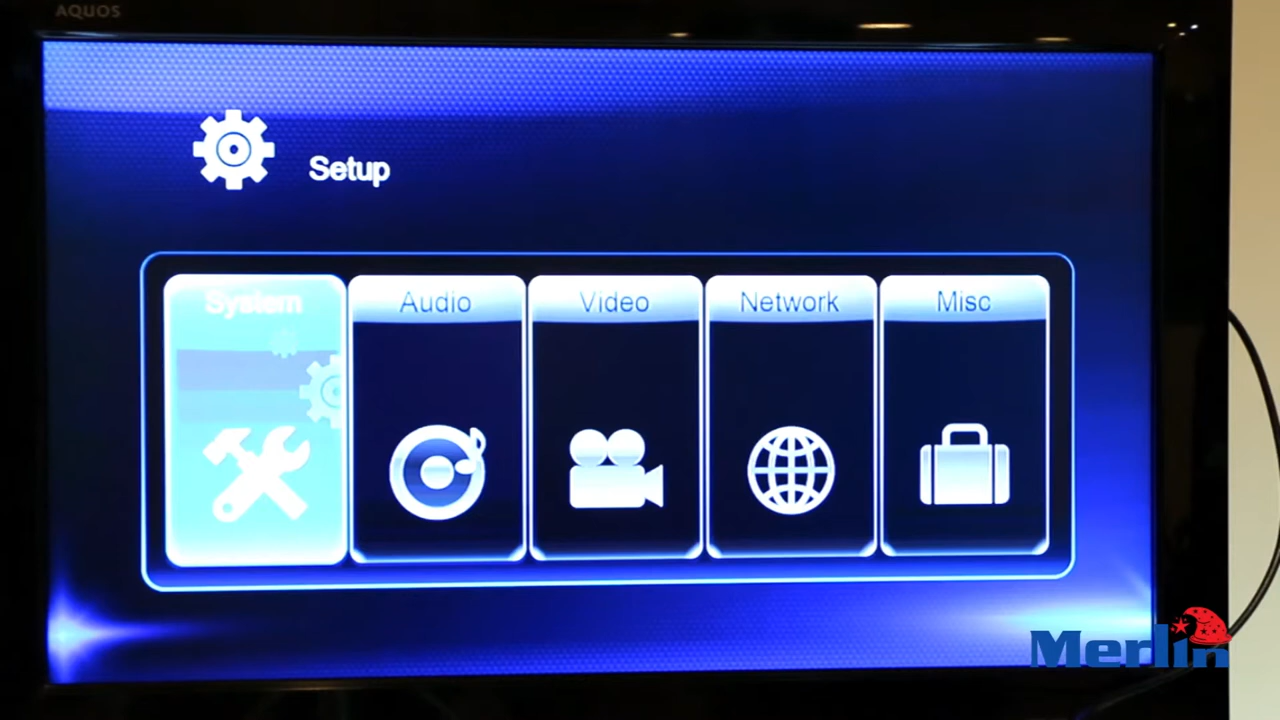 AQUOS
Setup
System
Audio
Video
Network
Misc
Merlin